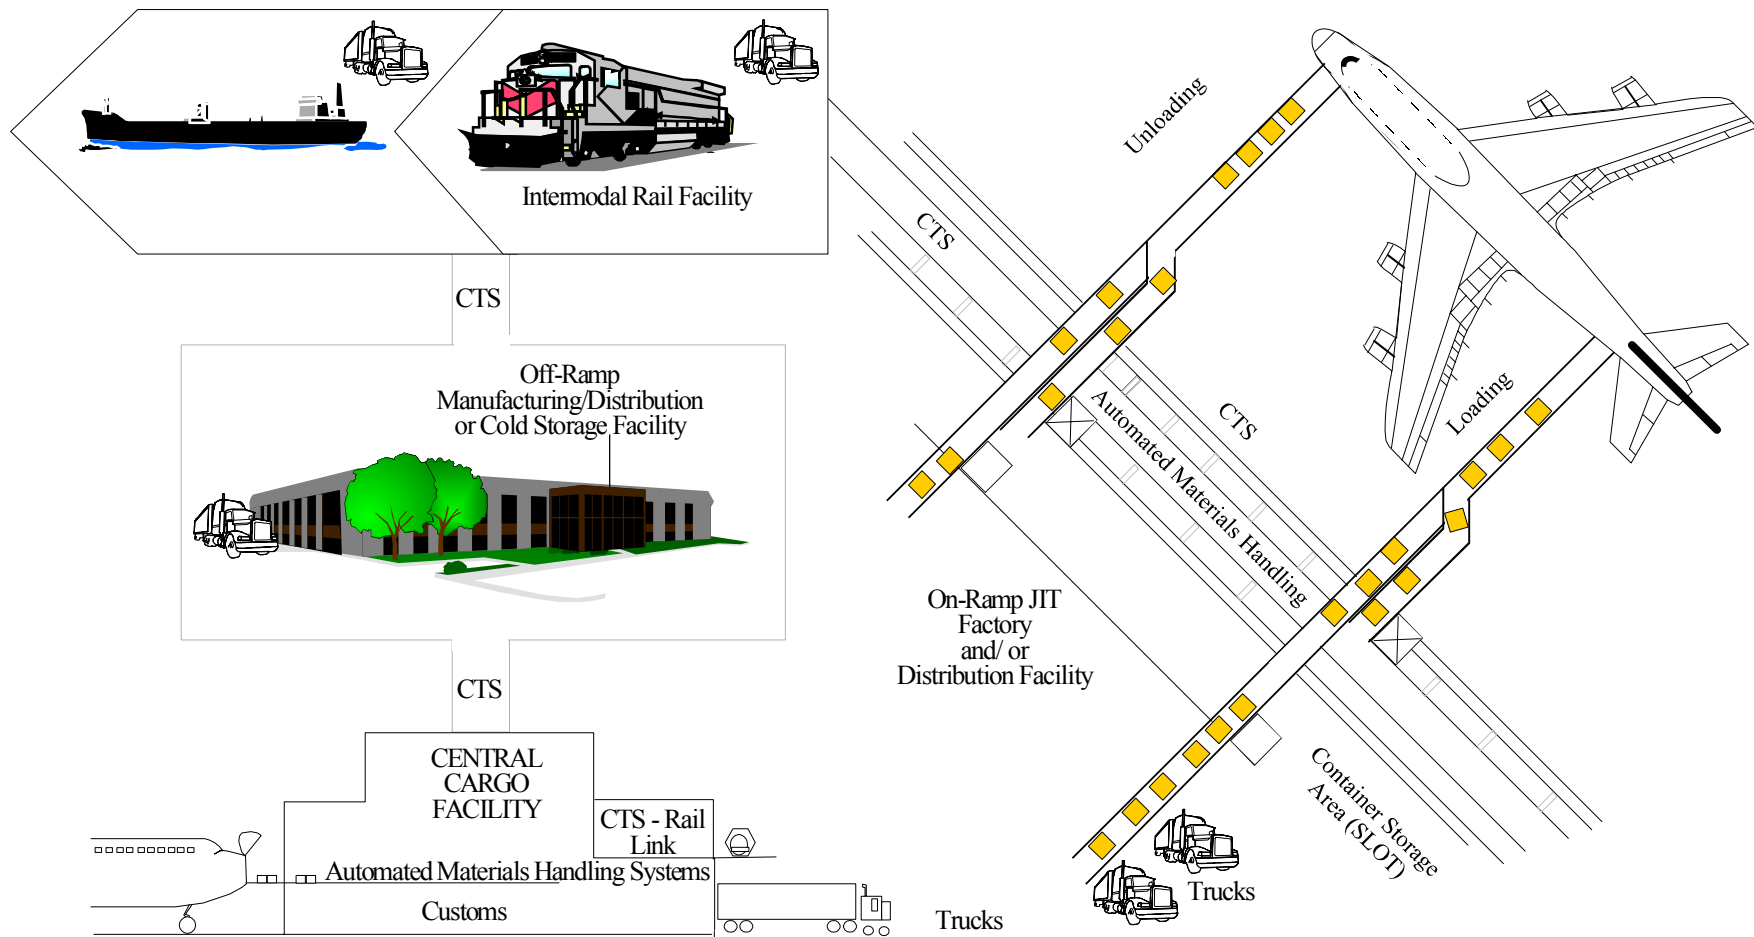 Intermodal Rail Facility
CTS
Off-Ramp
Manufacturing/Distribution
or Cold Storage Facility
CTS
CENTRAL
CARGO
FACILITY
CTS - Rail
Link
Automated Materials Handling Systems
Customs
Trucks
Unloading
CTS
CTS
Automated Materials Handling
Loading
On-Ramp JIT
Factory
and/ or
Distribution Facility
Container Storage
Area (SLOT)
Trucks